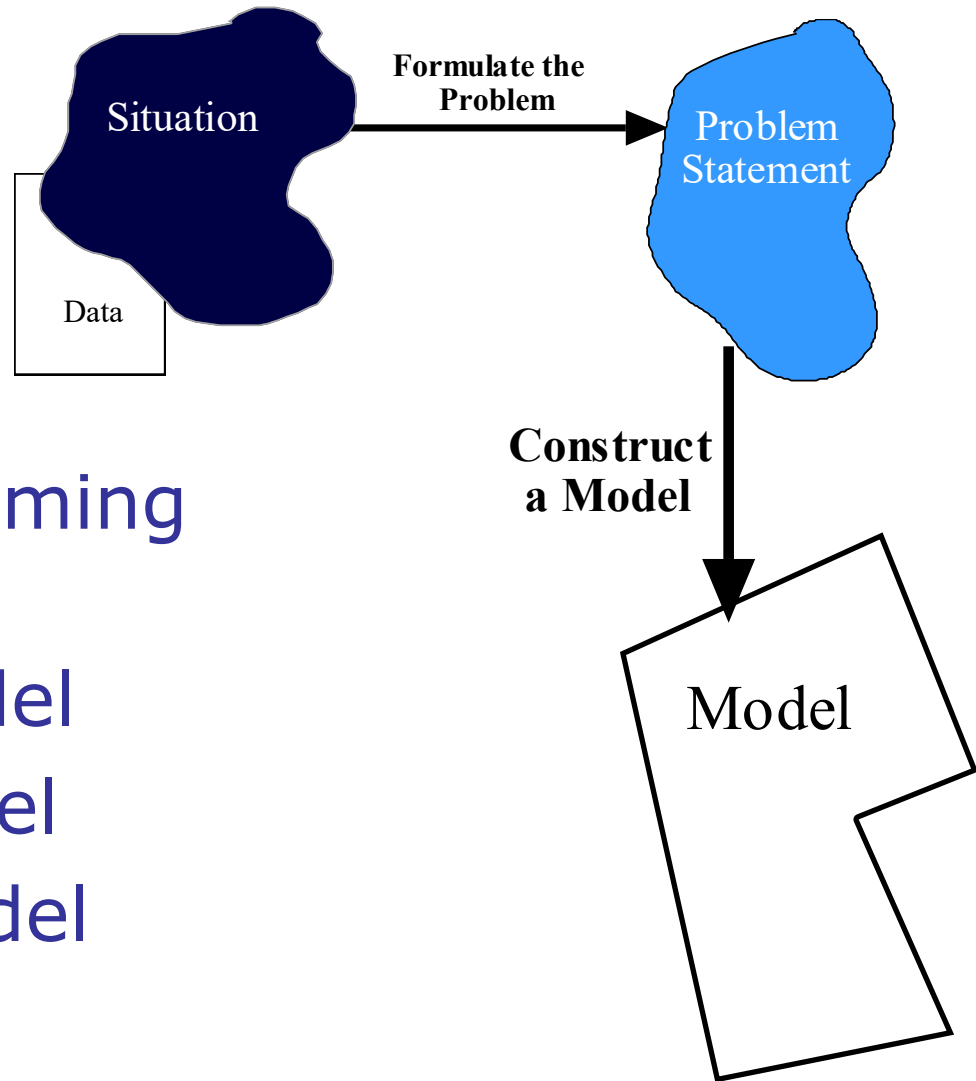 Formulate the
Problem
Situation
Problem
Statement
Data
Construct
a Model
ming
del
el
del
Model